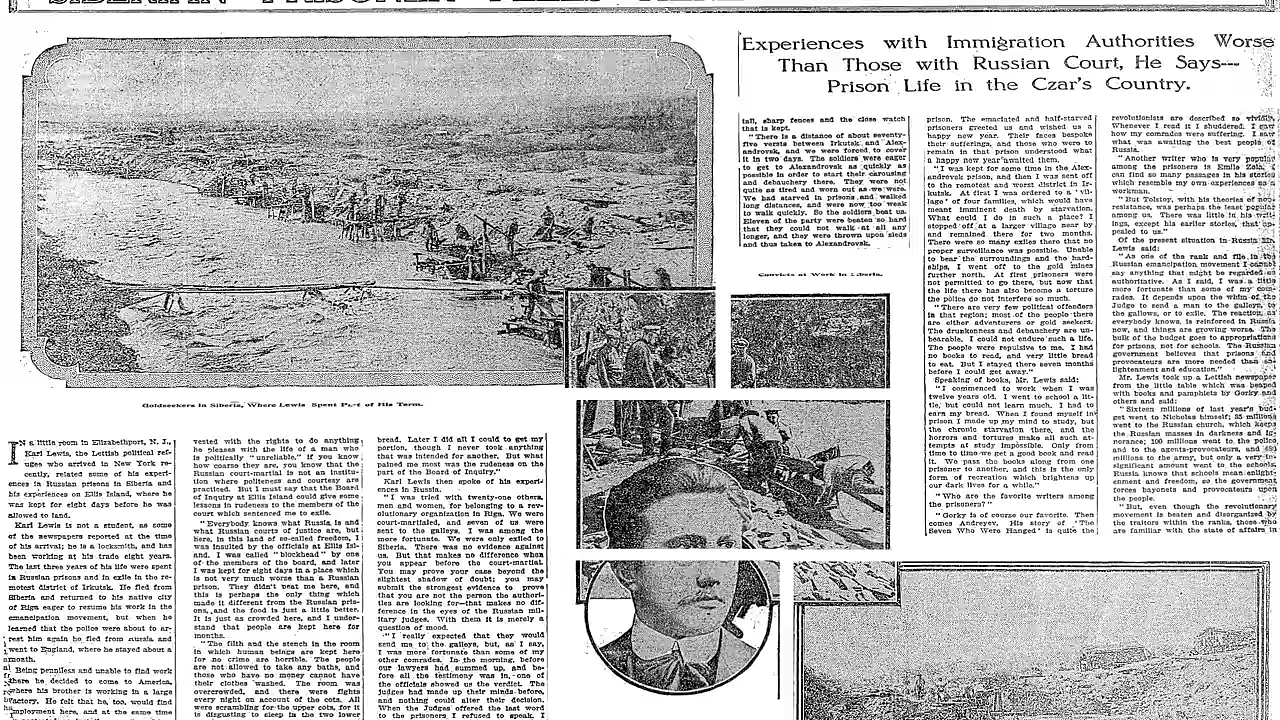 Experiences with Immigration Authorities Worse
Than Those with Russian Court, He Says---
Prison Life in the Czar's Country.
Goldseekers in Siberia, Where Lewis Spent Part of His Term.
Convicts at Work in Siberia.
IN a little room in Elizabethport, N. J.,
Karl Lewis, the Lettish political ref-
ugee who arrived in New York re-
cently, related some of his experi-
ences in Russian prisons in Siberia and
his experiences on Ellis Island, where he
was kept for eight days before he was
allowed to land.
Karl Lewis is not a student, as some
of the newspapers reported at the time
of his arrival; he is a locksmith, and has
been working at his trade eight years.
The last three years of his life were spent
in Russian prisons and in exile in the re-
motest district of Irkutsk. He fled from
Siberia and returned to his native city
of Riga eager to resume his work in the
emancipation movement, but when he
learned that the police were about to ar-
rest him again he fled from Russia and
went to England, where he stayed about a
month.
Being penniless and unable to find work
there he decided to come to America,
where his brother is working in a large
factory. He felt that he, too, would find
employment here, and at the same time
vested with the rights to do anything
he pleases with the life of a man who
is politically "unreliable." If you know
how coarse they are, you know that the
Russian court-martial is not an institu-
tion where politeness and courtesy are
practiced. But I must say that the Board
of Inquiry at Ellis Island could give some
lessons in rudeness to the members of the
court which sentenced me to exile.
"Everybody knows what Russia is and
what Russian courts of justice are, but
here, in this land of so-called freedom, I
was insulted by the officials at Ellis Isl-
and. I was called "blockhead" by one
of the members of the board, and later
I was kept for eight days in a place which
is not very much worse than a Russian
prison. They didn't beat me here, and
this is perhaps the only thing which
made it different from the Russian pris-
ons, and the food is just a little better.
It is just as crowded here, and I under-
stand that people are kept here for
months.
"The filth and the stench in the room
in which human beings are kept here
for no crime are horrible. The people
are not allowed to take any baths, and
those who have no money cannot have
their clothes washed. The room was
overcrowded, and there were fights
every night on account of the cots. All
were scrambling for the upper cots, for it
is disgusting to sleep in the two lower
bread. Later I did all I could to get my
portion, though I never took anything
that was intended for another. But what
pained me most was the rudeness on the
part of the Board of Inquiry."
Karl Lewis then spoke of his experi-
ences in Russia.
"I was tried with twenty-one others,
men and women, for belonging to a rev-
olutionary organization in Riga. We were
court-martialed, and seven of us were
sent to the galleys. I was among the
more fortunate. We were only exiled to
Siberia. There was no evidence against
us. But that makes no difference when
you appear before the court-martial.
You may prove your case beyond the
slightest shadow of doubt; you may
submit the strongest evidence to prove
that you are not the person the authori-
ties are looking for—that makes no dif-
ference in the eyes of the Russian mil-
itary judges. With them it is merely a
question of mood.
"I really expected that they would
send me to the galleys, but, as I say,
I was more fortunate than some of my
other comrades. In the morning, before
our lawyers had summed up, and be-
fore all the testimony was in, one of
the officials showed us the verdict. The
judges had made up their minds before,
and nothing could alter their decision.
When the Judges offered the last word
to the prisoners I refused to speak. I
tall, sharp fences and the close watch
that is kept.
"There is a distance of about seventy-
five versts between Irkutsk and Alex-
androvsk, and we were forced to cover
it in two days. The soldiers were eager
to get to Alexandrovsk as quickly as
possible in order to start their carousing
and debauchery there. They were not
quite as tired and worn out as we were.
We had starved in prisons and walked
long distances, and were now too weak
to walk quickly. So the soldiers beat us.
Eleven of the party were beaten so hard
that they could not walk at all any
longer, and they were thrown upon sleds
and thus taken to Alexandrovsk.
prison. The emaciated and half-starved
prisoners greeted us and wished us a
happy new year. Their faces bespoke
their sufferings, and those who were to
remain in that prison understood what
a happy new year awaited them.
"I was kept for some time in the Alex-
androvsk prison, and then I was sent off
to the remotest and worst district in Ir-
kutsk. At first I was ordered to a 'vil-
lage' of four families, which would have
meant imminent death by starvation.
What could I do in such a place? I
stopped off at a larger village near by
and remained there for two months.
There were so many exiles there that no
proper surveillance was possible. Unable
to bear the surroundings and the hard-
ships, I went off to the gold mines
further north. At first prisoners were
not permitted to go there, but now that
the life there has also become a torture
the police do not interfere so much.
"There are very few political offenders
in that region; most of the people there
are either adventurers or gold seekers.
The drunkenness and debauchery are un-
bearable. I could not endure such a life.
The people were repulsive to me. I had
no books to read, and very little bread
to eat. But I stayed there seven months
before I could get away."
Speaking of books, Mr. Lewis said:
"I commenced to work when I was
twelve years old. I went to school a lit-
tle, but could not learn much, I had to
earn my bread. When I found myself in
prison I made up my mind to study, but
the chronic starvation there, and the
horrors and tortures make all such at-
tempts at study impossible. Only from
time to time we get a good book and read
it. We pass the books along from one
prisoner to another, and this is the only
form of recreation which brightens up
our dark lives for a while."
"Who are the favorite writers among
the prisoners?"
"Gorky is of course our favorite. Then
comes Andreyev. His story of 'The
Seven Who Were Hanged' is quite the
revolutionists are described so vividly.
Whenever I read it I shuddered. I saw
how my comrades were suffering. I saw
what was awaiting the best people of
Russia.
"Another writer who is very popular
among the prisoners is Emile Zola. I
can find so many passages in his stories
which resemble my own experiences as a
workman.
"But Tolstoy, with his theories of non-
resistance, was perhaps the least popular
among us. There was little in his writ-
ings, except his earlier stories, that ap-
pealed to us."
Of the present situation in Russia Mr.
Lewis said:
"As one of the rank and file in the
Russian emancipation movement I cannot
say anything that might be regarded as
authoritative. As I said, I was a little
more fortunate than some of my com-
rades. It depends upon the whim of the
Judge to send a man to the galleys, to
the gallows, or to exile. The reaction, as
everybody knows, is reinforced in Russia
now, and things are growing worse. The
bulk of the budget goes to appropriations
for prisons, not for schools. The Russian
government believes that prisons and
provocateurs are more needed than en-
lightenment and education."
Mr. Lewis took up a Lettish newspaper
from the little table which was heaped
with books and pamphlets by Gorky and
others and said:
"Sixteen millions of last year's bud-
get went to Nicholas himself; 35 millions
went to the Russian church, which keeps
the Russian masses in darkness and ig-
norance; 100 millions went to the police
and to the agents-provocateurs, and
millions to the army, but only a very in-
significant amount went to the schools.
Russia knows that schools mean enlight-
enment and freedom, so the government
forces bayonets and provocateurs upon
the people.
"But, even though the revolutionary
movement is beaten and disorganized by
the traitors within the ranks, those who
are familiar with the state of affairs in